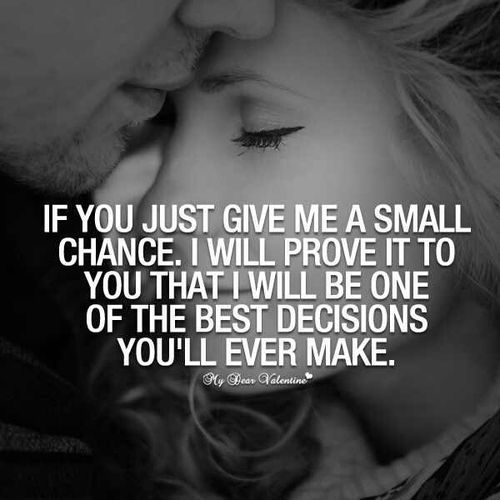 IF YOU JUST GIVE ME A SMALL
CHANCE. I WILL PROVE IT TO
YOU THAT I WILL BE ONE
OF THE BEST DECISIONS
YOU'LL EVER MAKE.
My Dear Valentine